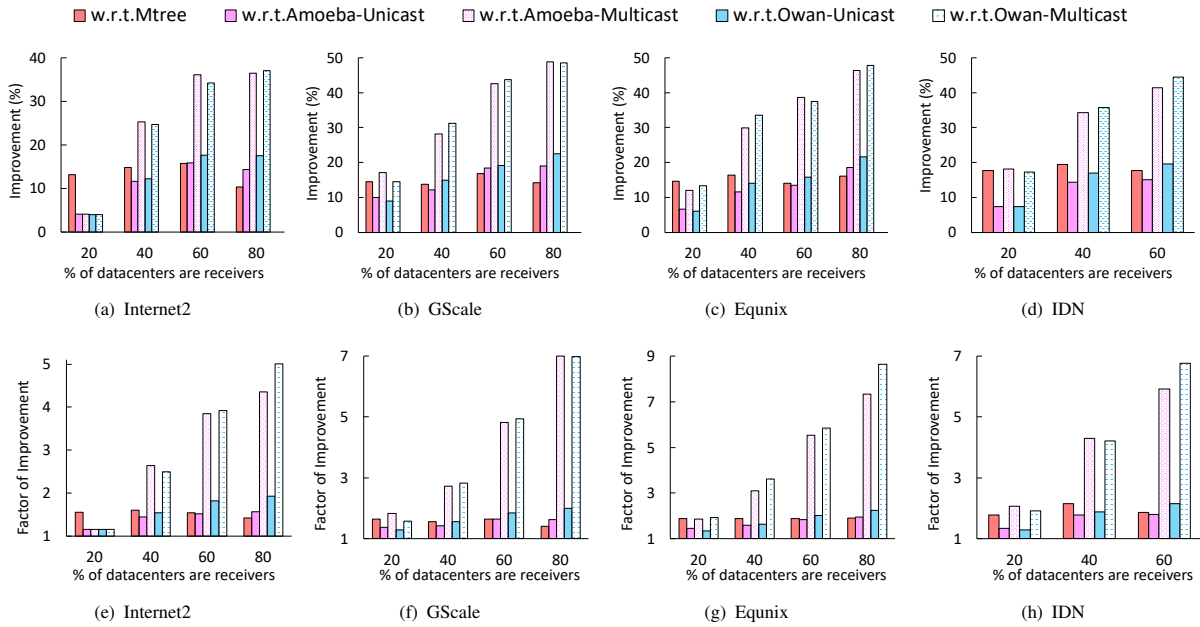 w.r.t.Mtree w.r.t.Amoeba-Unicast w.r.t.Amoeba-Multicast w.r.t.Owan-Unicast w.r.t.Owan-Multicast
Improvement (%)
40
30
20
10
0
20 40 60 80
% of datacenters are receivers
(a) Internet2
Improvement (%)
50
40
30
20
10
0
20 40 60 80
% of datacenters are receivers
(b) GScale
Improvement (%)
50
40
30
20
10
0
20 40 60 80
% of datacenters are receivers
(c) Equnix
Improvement (%)
50
40
30
20
10
0
20 40 60
% of datacenters are receivers
(d) IDN
Factor of Improvement
5
4
3
2
1
20 40 60 80
% of datacenters are receivers
(e) Internet2
Factor of Improvement
7
5
3
1
20 40 60 80
% of datacenters are receivers
(f) GScale
Factor of Improvement
9
7
5
3
1
20 40 60 80
% of datacenters are receivers
(g) Equnix
Factor of Improvement
7
5
3
1
20 40 60
% of datacenters are receivers
(h) IDN